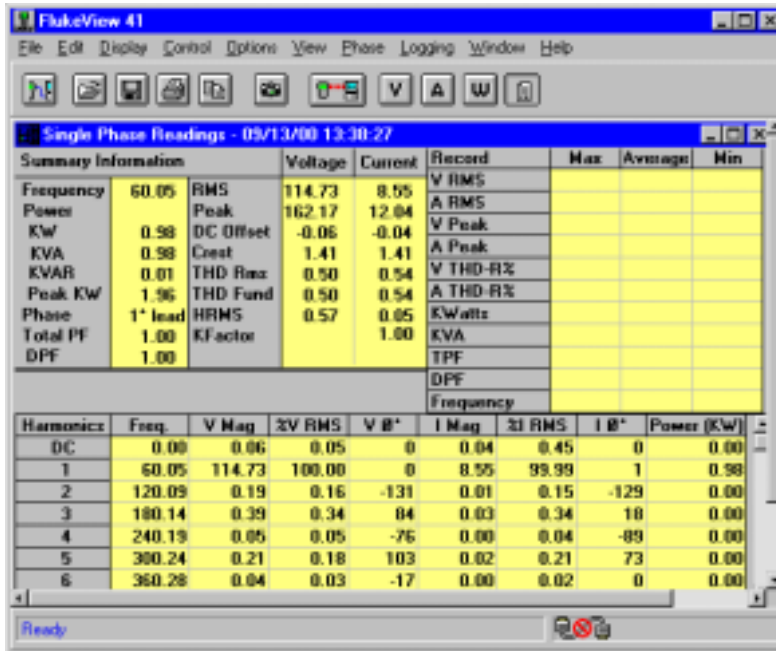 FlukeView 41
File Edit Display Control Options View Phase Logging Window Help
V A W
Single Phase Readings - 09/13/00 13:38:27
Summary Information Voltage Current Record Max Average Min
Frequency 60.05 RMS 114.73 8.55 V RMS
Power Peak 162.17 12.04 A RMS
KW 0.98 DC Offset -0.06 -0.04 V Peak
KVA 0.98 Crest 1.41 1.41 A Peak
KVAR 0.01 THD Rms 0.50 0.54 V THD-R%
Peak KW 1.96 THD Fund 0.50 0.54 A THD-R%
Phase 1° lead HRMS 0.57 0.05 KWatts
Total PF 1.00 KFactor 1.00 KVA
DPF 1.00 TPF
DPF
Frequency
Harmonics Freq. V Mag %V RMS V Ø° I Mag %I RMS I Ø° Power (KW)
DC 0.00 0.06 0.05 0 0.04 0.45 0 0.00
1 60.05 114.73 100.00 0 8.55 99.99 1 0.98
2 120.09 0.19 0.16 -131 0.01 0.15 -129 0.00
3 180.14 0.39 0.34 84 0.03 0.34 18 0.00
4 240.19 0.05 0.05 -76 0.00 0.04 -89 0.00
5 300.24 0.21 0.18 103 0.02 0.21 73 0.00
6 360.28 0.04 0.03 -17 0.00 0.02 0 0.00
Ready